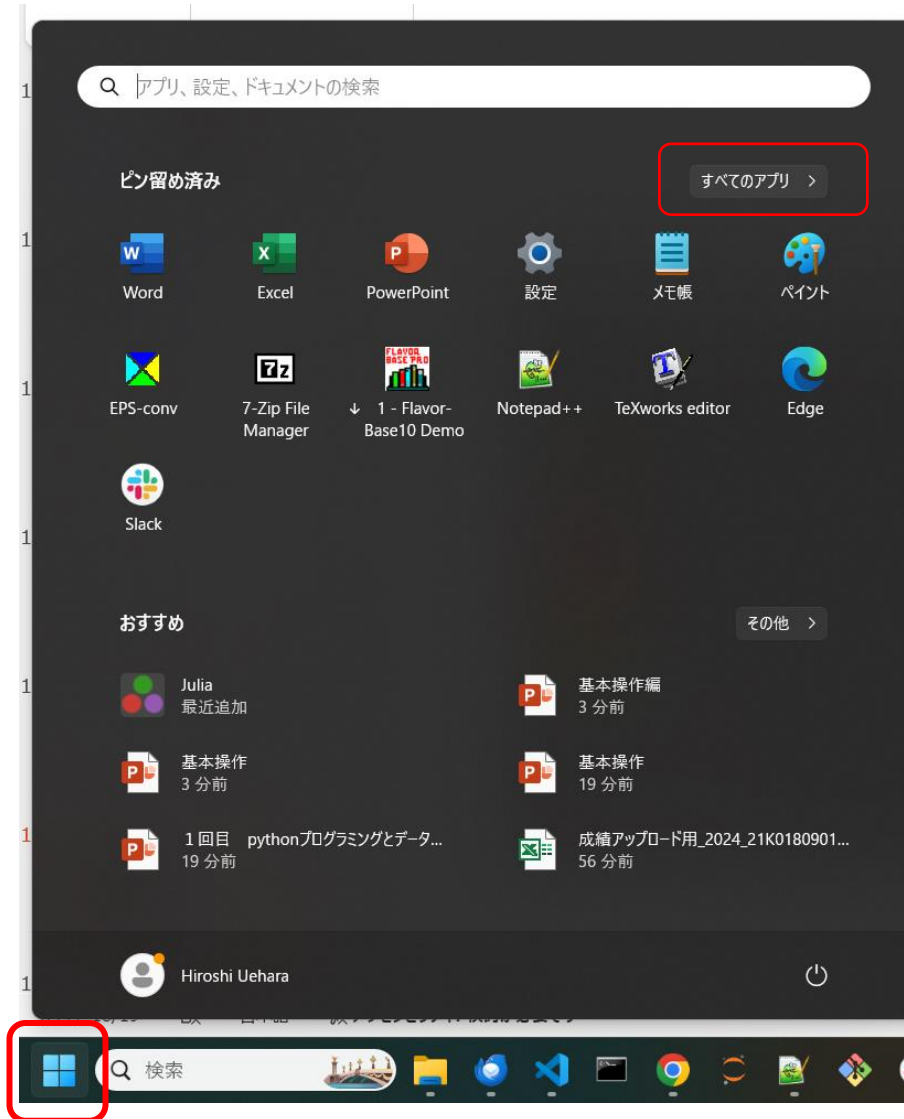 アプリ、設定、ドキュメントの検索
ピン留め済み
すべてのアプリ
Word
Excel
PowerPoint
設定
メモ帳
ペイント
FLAVOR
BASE PRO
EPS-conv
7-Zip File
Manager
↓ 1 - Flavor-
Base10 Demo
Notepad++
TeXworks editor
Edge
Slack
おすすめ
その他
Julia
最近追加
基本操作編
3 分前
基本操作
3 分前
基本操作
19 分前
１回目　pythonプログラミングとデータ...
19 分前
成績アップロード用_2024_21K0180901...
56 分前
Hiroshi Uehara
検索